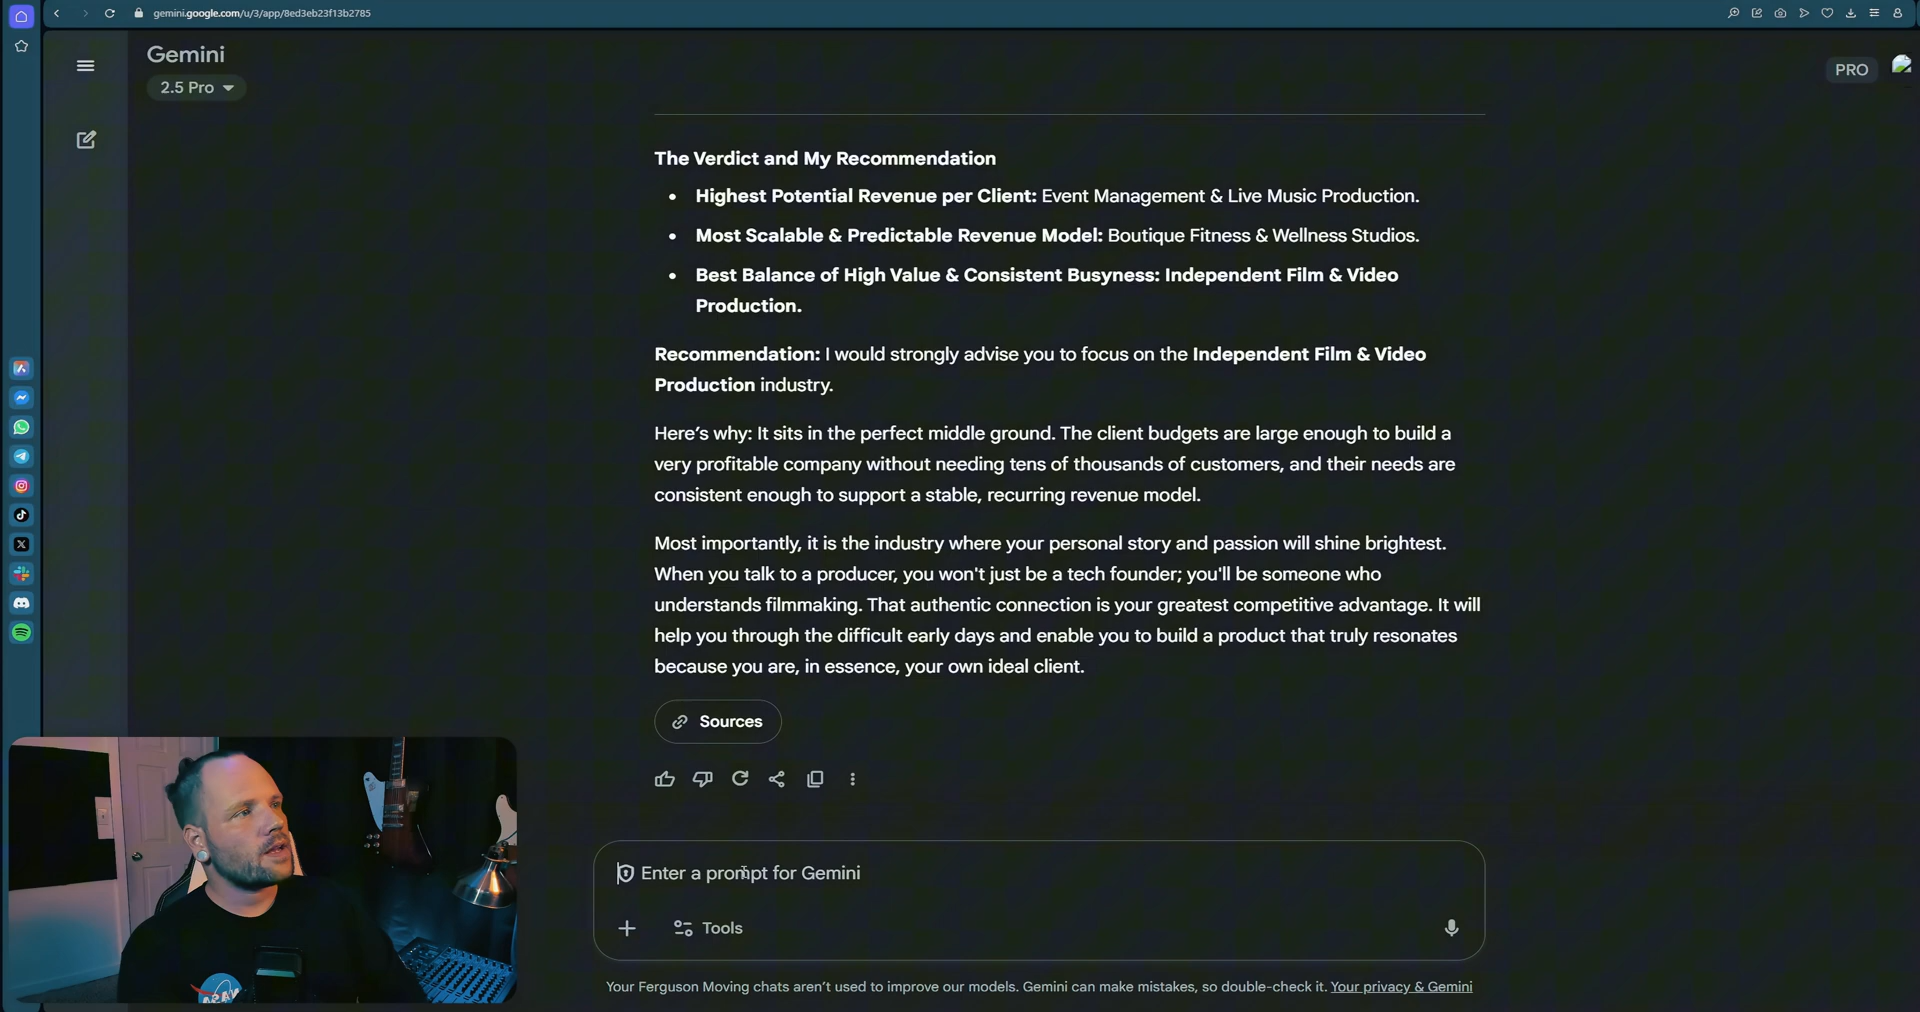 gemini.google.com/u/3/app/8ed3eb23f13b2785
Gemini
2.5 Pro
PRO
The Verdict and My Recommendation
• Highest Potential Revenue per Client: Event Management & Live Music Production.
• Most Scalable & Predictable Revenue Model: Boutique Fitness & Wellness Studios.
• Best Balance of High Value & Consistent Busyness: Independent Film & Video
Production.
Recommendation: I would strongly advise you to focus on the Independent Film & Video
Production industry.
Here’s why: It sits in the perfect middle ground. The client budgets are large enough to build a
very profitable company without needing tens of thousands of customers, and their needs are
consistent enough to support a stable, recurring revenue model.
Most importantly, it is the industry where your personal story and passion will shine brightest.
When you talk to a producer, you won't just be a tech founder; you'll be someone who
understands filmmaking. That authentic connection is your greatest competitive advantage. It will
help you through the difficult early days and enable you to build a product that truly resonates
because you are, in essence, your own ideal client.
Sources
Enter a prompt for Gemini
Tools
Your Ferguson Moving chats aren’t used to improve our models. Gemini can make mistakes, so double-check it. Your privacy & Gemini